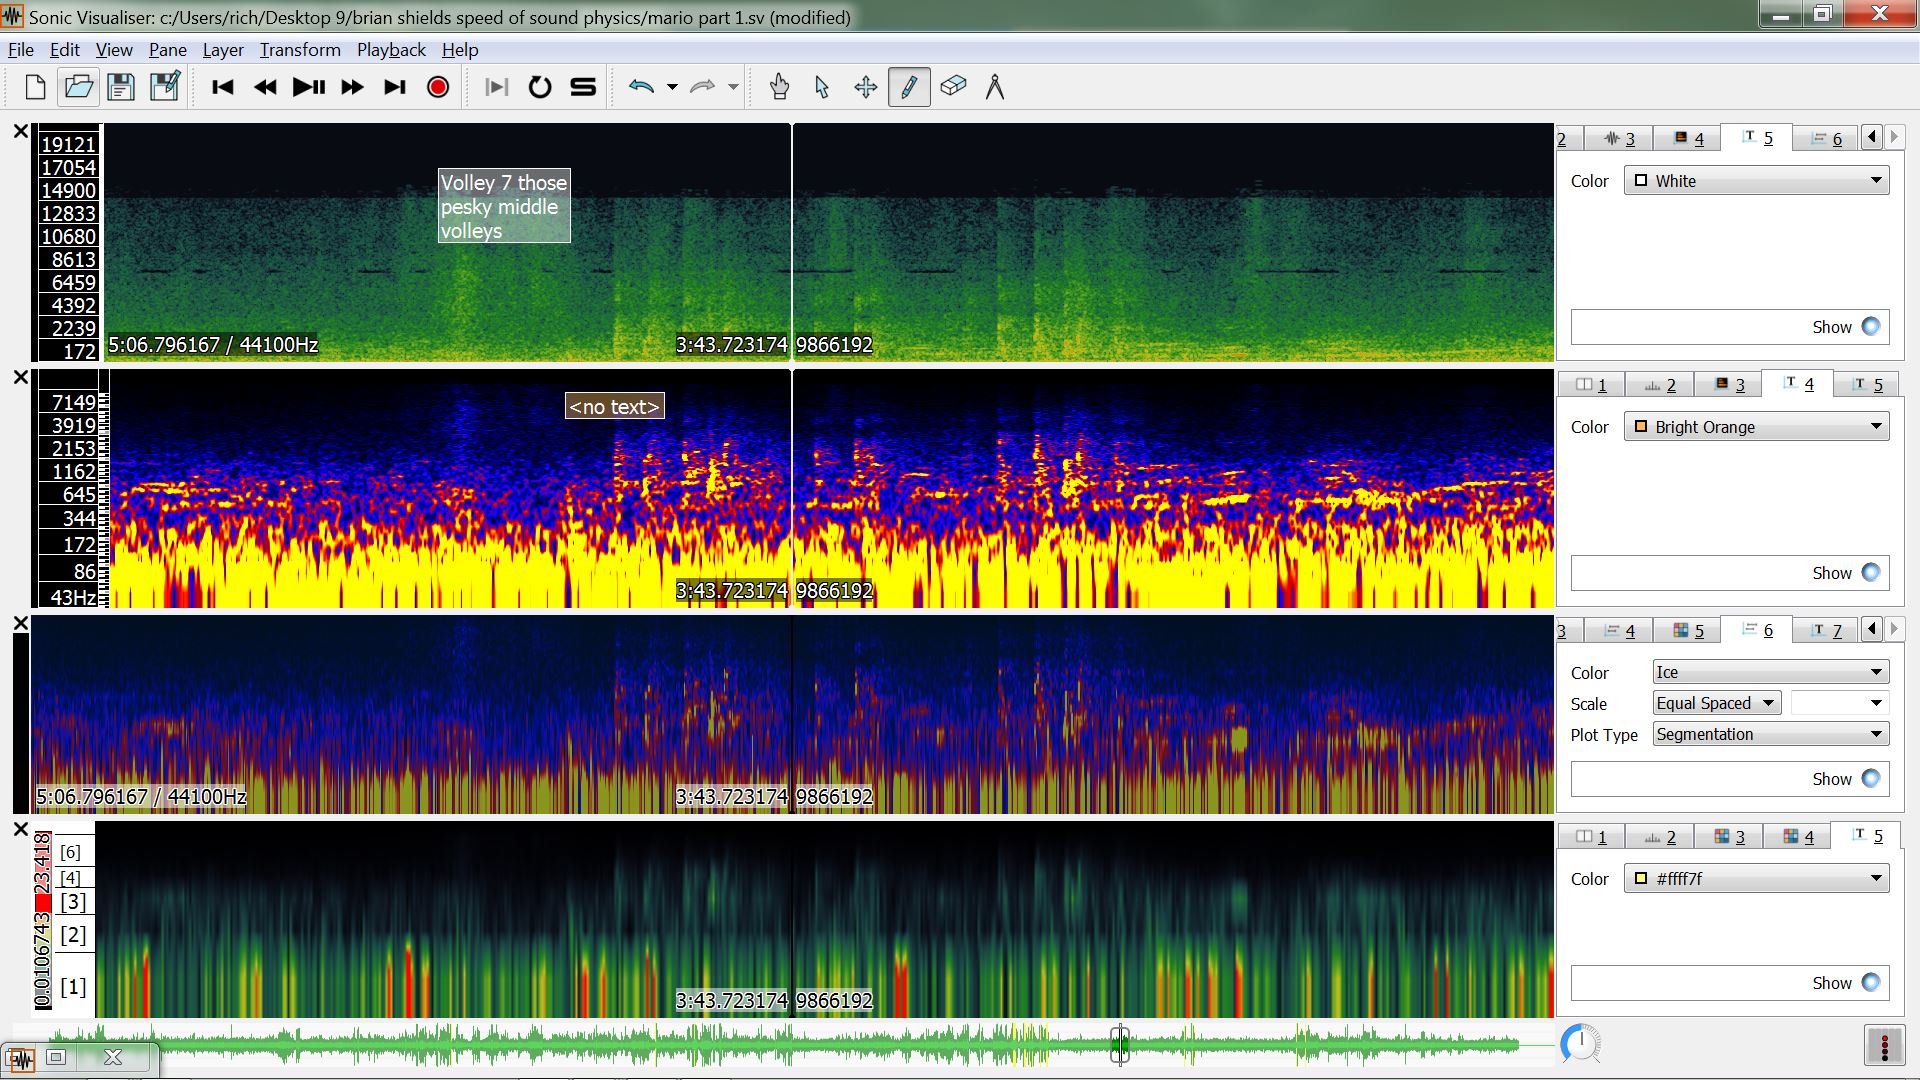 Sonic Visualiser: c:/Users/rich/Desktop 9/brian shields speed of sound physics/mario part 1.sv (modified)
File Edit View Pane Layer Transform Playback Help
19121
17054
14900
12833
10680
8613
6459
4392
2239
172
Volley 7 those
pesky middle
volleys
5:06.796167 / 44100Hz
3:43.723174 9866192
2 3 4 T 5 6
Color White
Show
7149
3919
2153
1162
645
344
172
86
43Hz
<no text>
3:43.723174 9866192
1 2 3 T 4 T 5
Color Bright Orange
Show
5:06.796167 / 44100Hz
3:43.723174 9866192
3 4 5 6 T 7
Color Ice
Scale Equal Spaced
Plot Type Segmentation
Show
0.0106743 23.418
[6]
[4]
[3]
[2]
[1]
3:43.723174 9866192
1 2 3 4 T 5
Color #ffff7f
Show